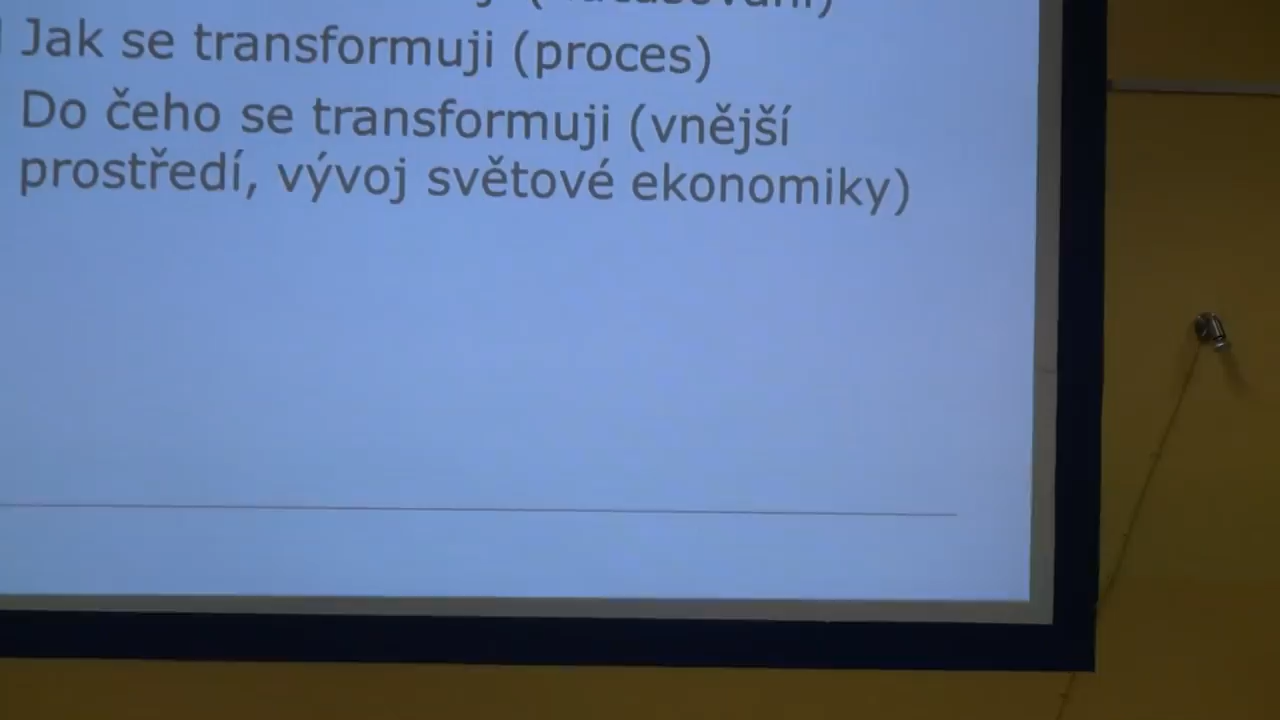 Jak se transformuji (proces)
Do čeho se transformuji (vnější
prostředí, vývoj světové ekonomiky)